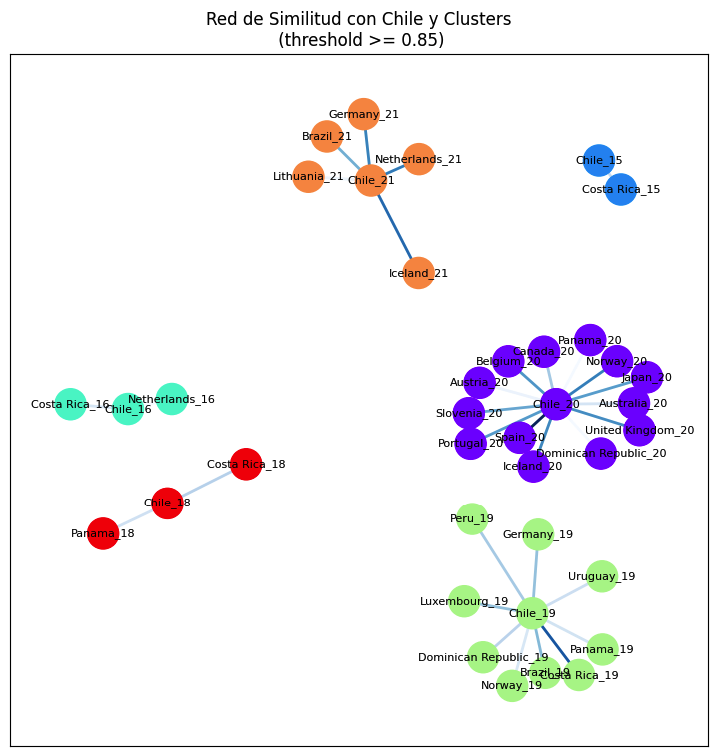 Red de Similitud con Chile y Clusters
(threshold >= 0.85)
Germany_21
Brazil_21
Netherlands_21
Lithuania_21
Chile_21
Iceland_21
Chile_15
Costa Rica_15
Panama_20
Canada_20
Belgium_20
Norway_20
Japan_20
Austria_20
Chile_20
Australia_20
Slovenia_20
United Kingdom_20
Spain_20
Portugal_20
Dominican Republic_20
Iceland_20
Costa Rica_16
Chile_16
Netherlands_16
Costa Rica_18
Chile_18
Panama_18
Peru_19
Germany_19
Uruguay_19
Luxembourg_19
Chile_19
Panama_19
Dominican Republic_19
Brazil_19
Costa Rica_19
Norway_19